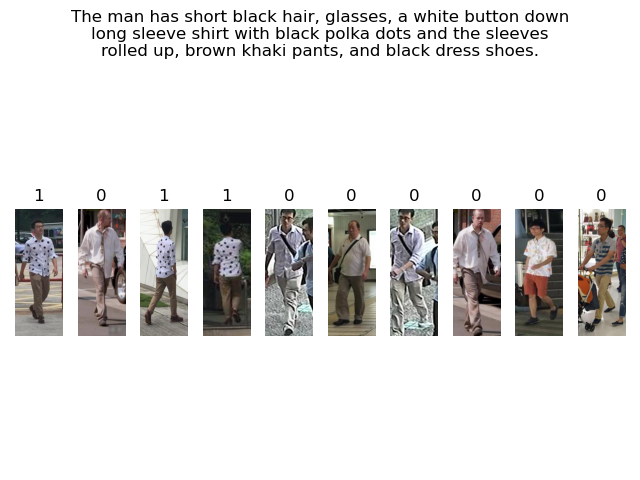 The man has short black hair, glasses, a white button down
long sleeve shirt with black polka dots and the sleeves
rolled up, brown khaki pants, and black dress shoes.
1 0 1 1 0 0 0 0 0 0